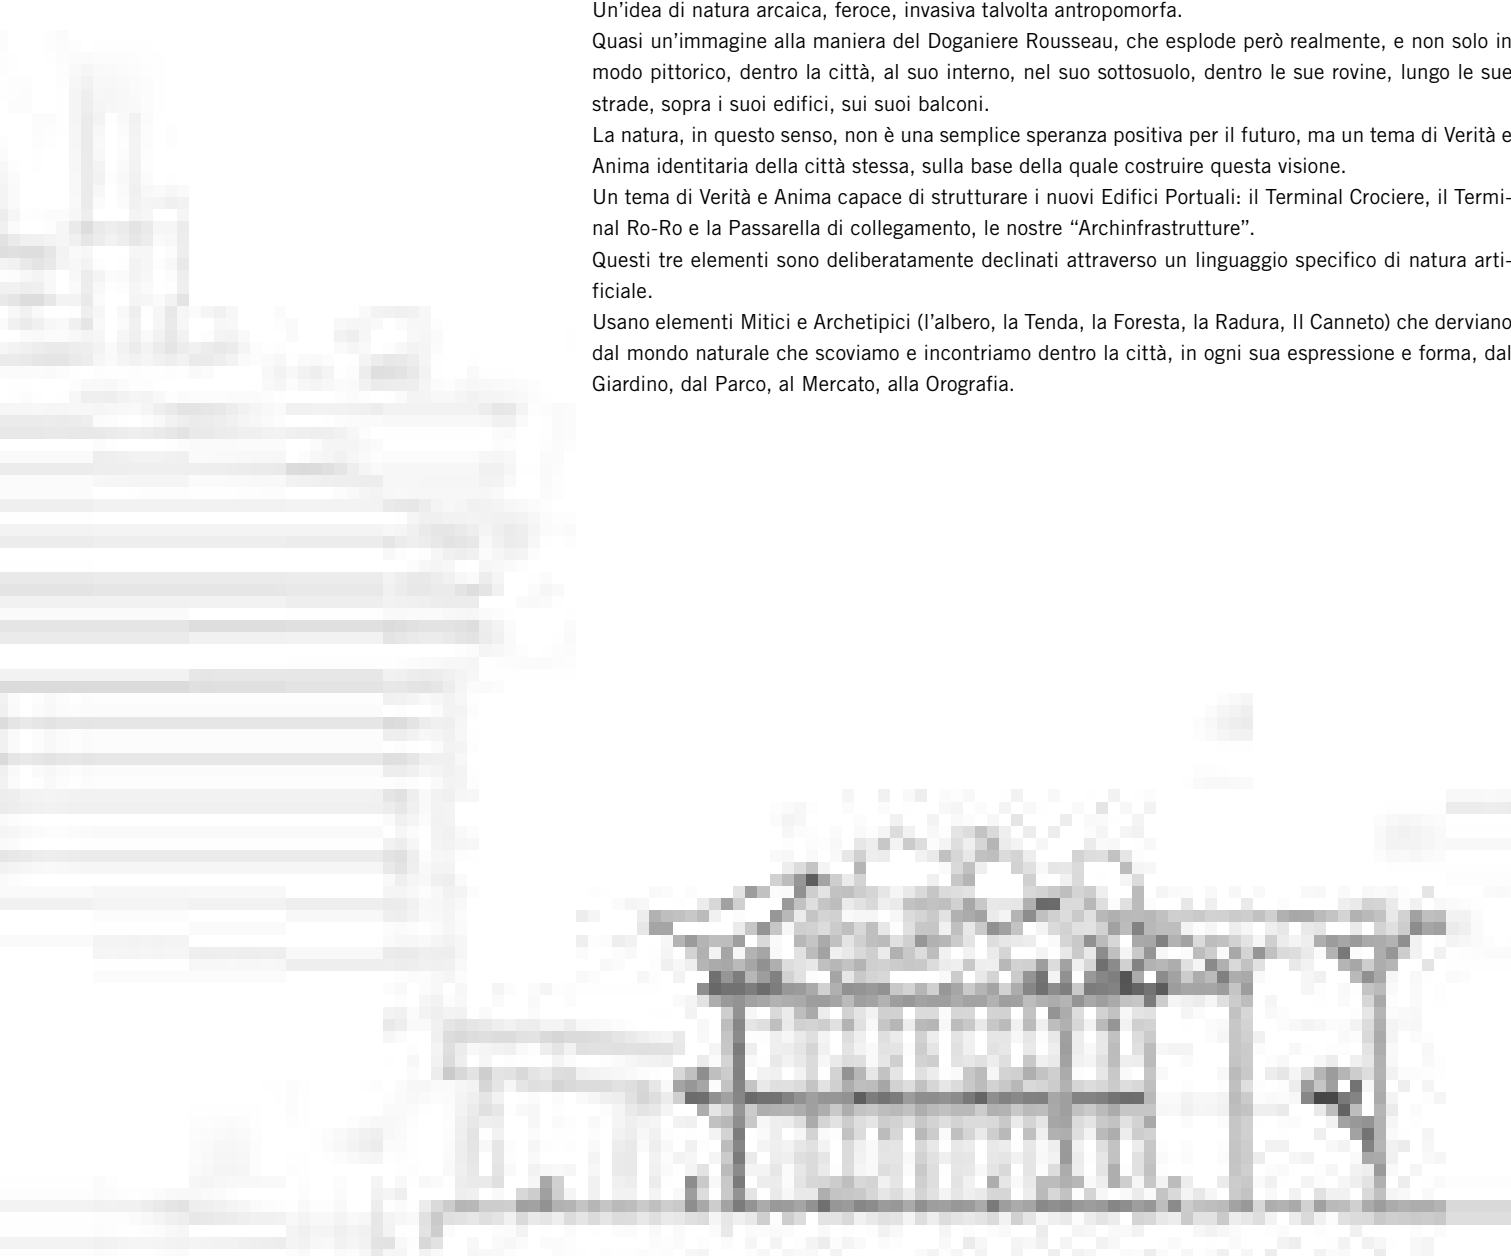 Un’idea di natura arcaica, feroce, invasiva talvolta antropomorfa.
Quasi un’immagine alla maniera del Doganiere Rousseau, che esplode però realmente, e non solo in
modo pittorico, dentro la città, al suo interno, nel suo sottosuolo, dentro le sue rovine, lungo le sue
strade, sopra i suoi edifici, sui suoi balconi.
La natura, in questo senso, non è una semplice speranza positiva per il futuro, ma un tema di Verità e
Anima identitaria della città stessa, sulla base della quale costruire questa visione.
Un tema di Verità e Anima capace di strutturare i nuovi Edifici Portuali: il Terminal Crociere, il Termi-
nal Ro-Ro e la Passarella di collegamento, le nostre “Archinfrastrutture”.
Questi tre elementi sono deliberatamente declinati attraverso un linguaggio specifico di natura arti-
ficiale.
Usano elementi Mitici e Archetipici (l’albero, la Tenda, la Foresta, la Radura, Il Canneto) che derviano
dal mondo naturale che scoviamo e incontriamo dentro la città, in ogni sua espressione e forma, dal
Giardino, dal Parco, al Mercato, alla Orografia.